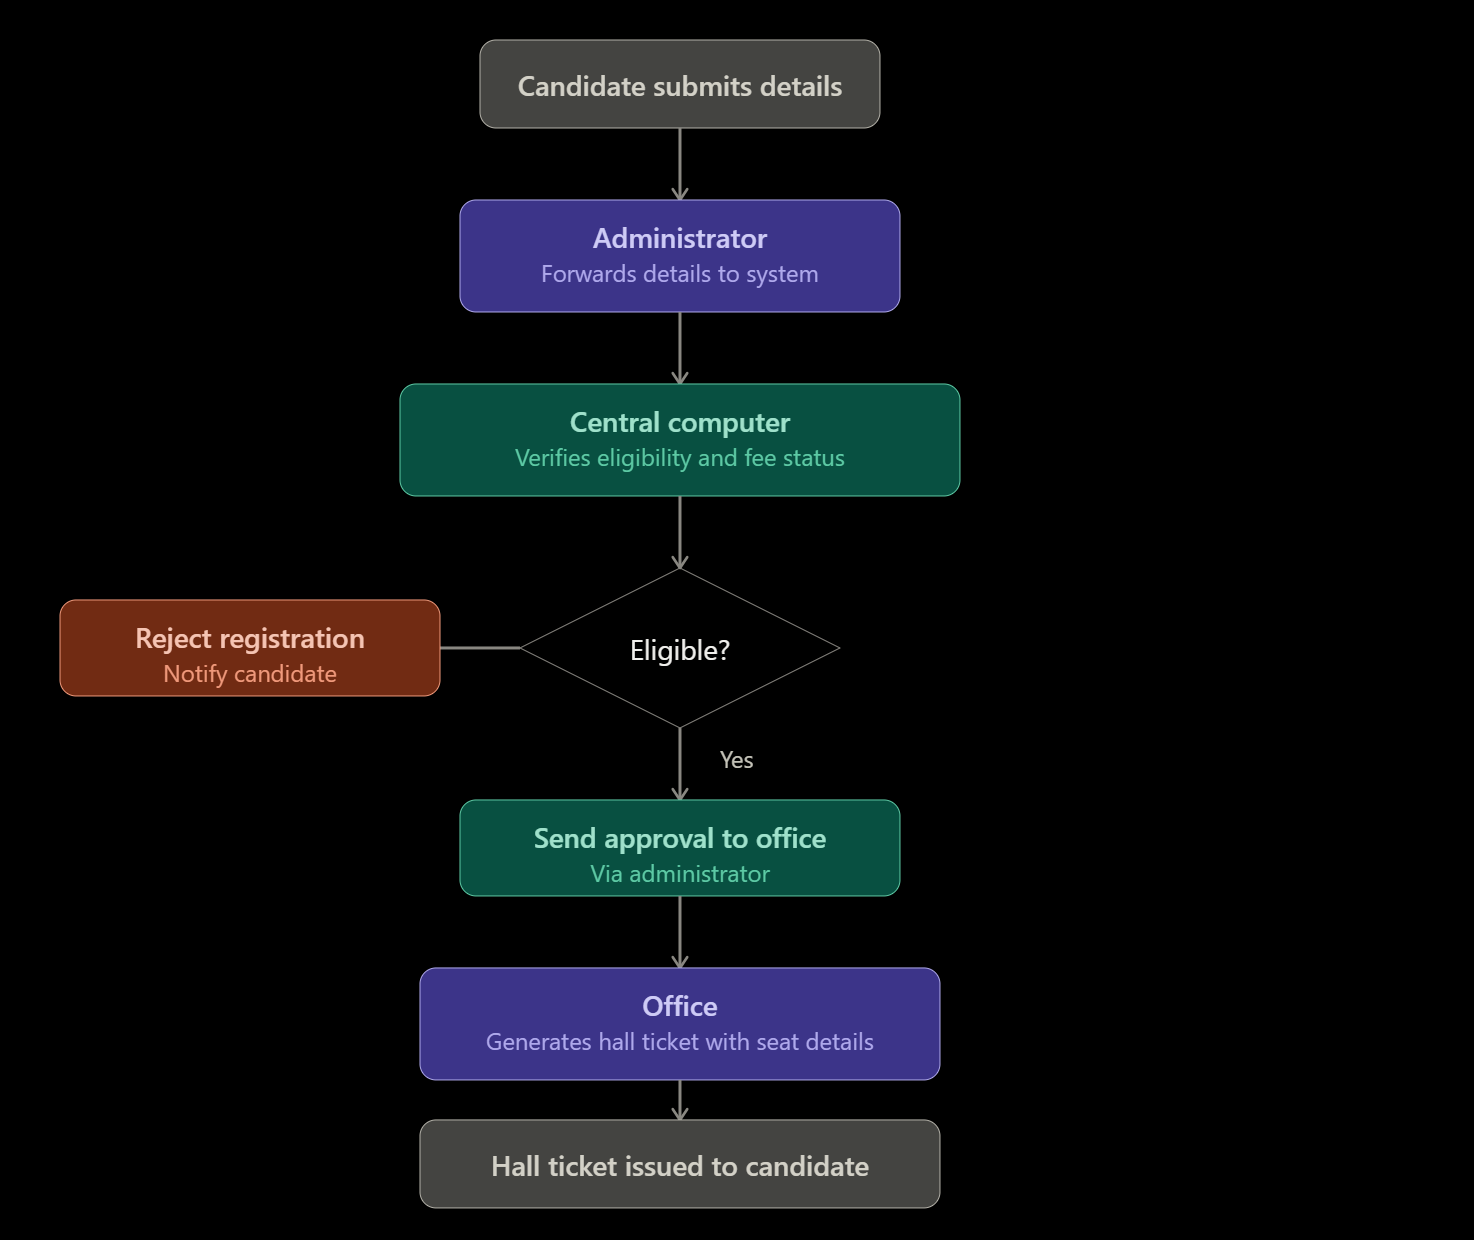 Candidate submits details
Administrator
Forwards details to system
Central computer
Verifies eligibility and fee status
Eligible?
Reject registration
Notify candidate
Yes
Send approval to office
Via administrator
Office
Generates hall ticket with seat details
Hall ticket issued to candidate